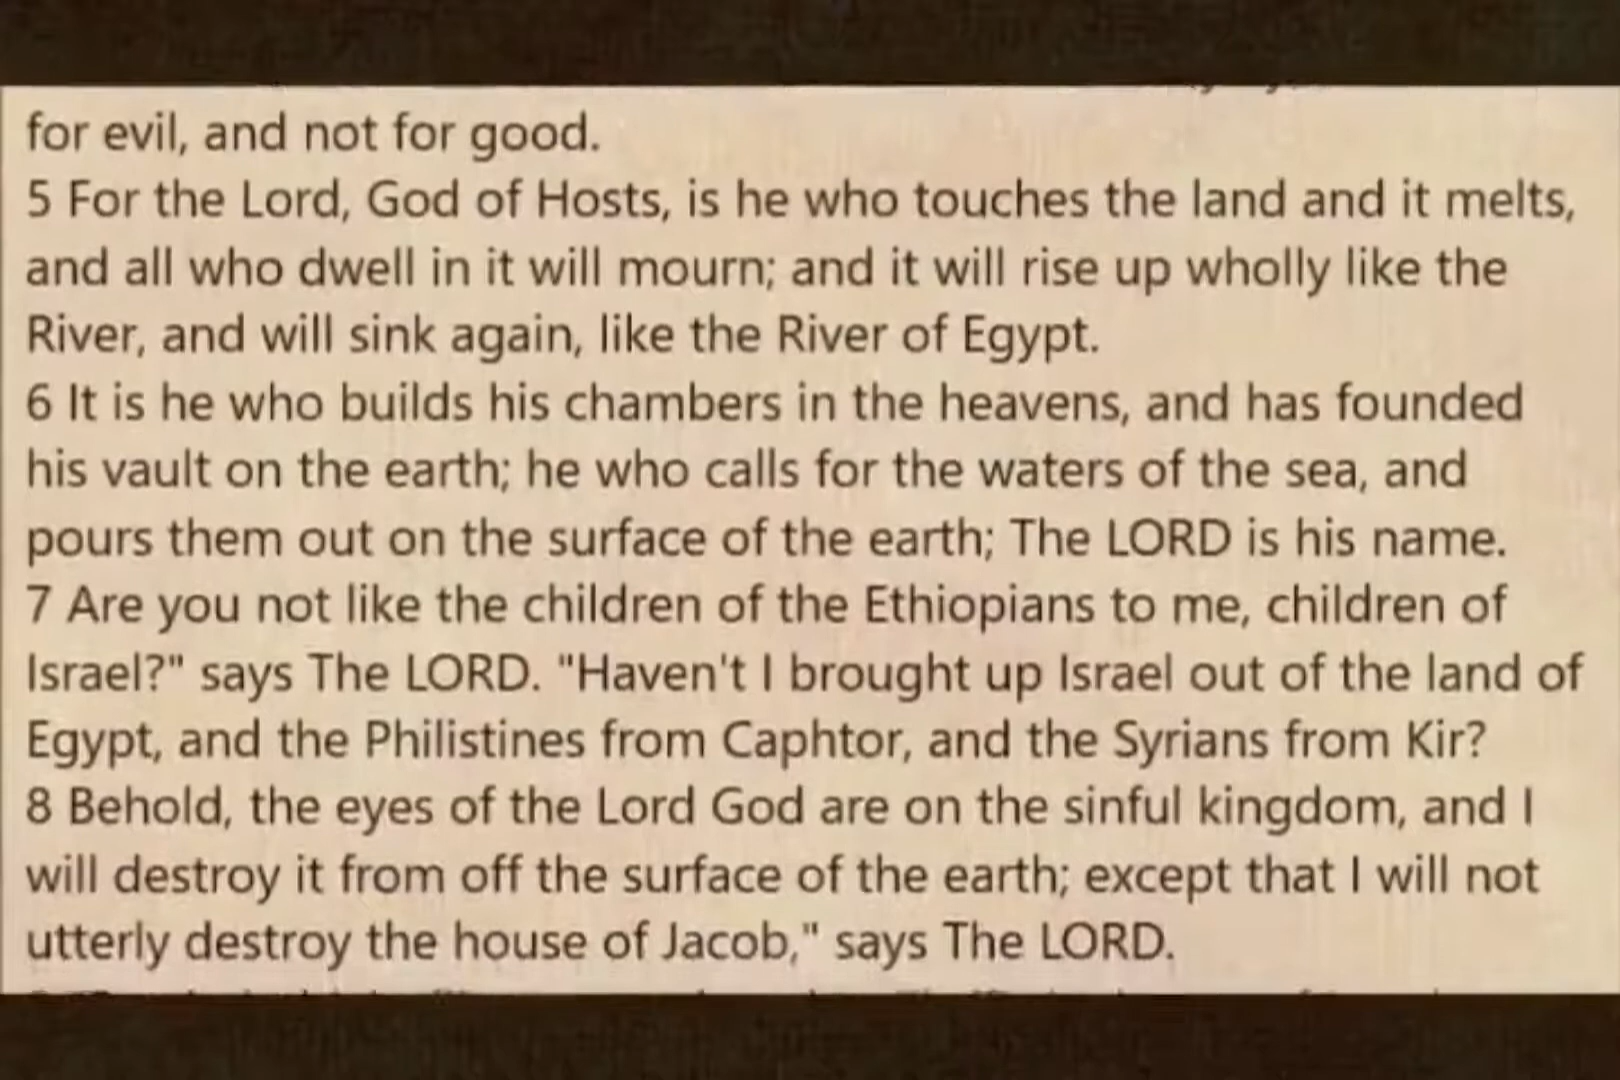 for evil, and not for good.
5 For the Lord, God of Hosts, is he who touches the land and it melts,
and all who dwell in it will mourn; and it will rise up wholly like the
River, and will sink again, like the River of Egypt.
6 It is he who builds his chambers in the heavens, and has founded
his vault on the earth; he who calls for the waters of the sea, and
pours them out on the surface of the earth; The LORD is his name.
7 Are you not like the children of the Ethiopians to me, children of
Israel?" says The LORD. "Haven't I brought up Israel out of the land of
Egypt, and the Philistines from Caphtor, and the Syrians from Kir?
8 Behold, the eyes of the Lord God are on the sinful kingdom, and I
will destroy it from off the surface of the earth; except that I will not
utterly destroy the house of Jacob," says The LORD.